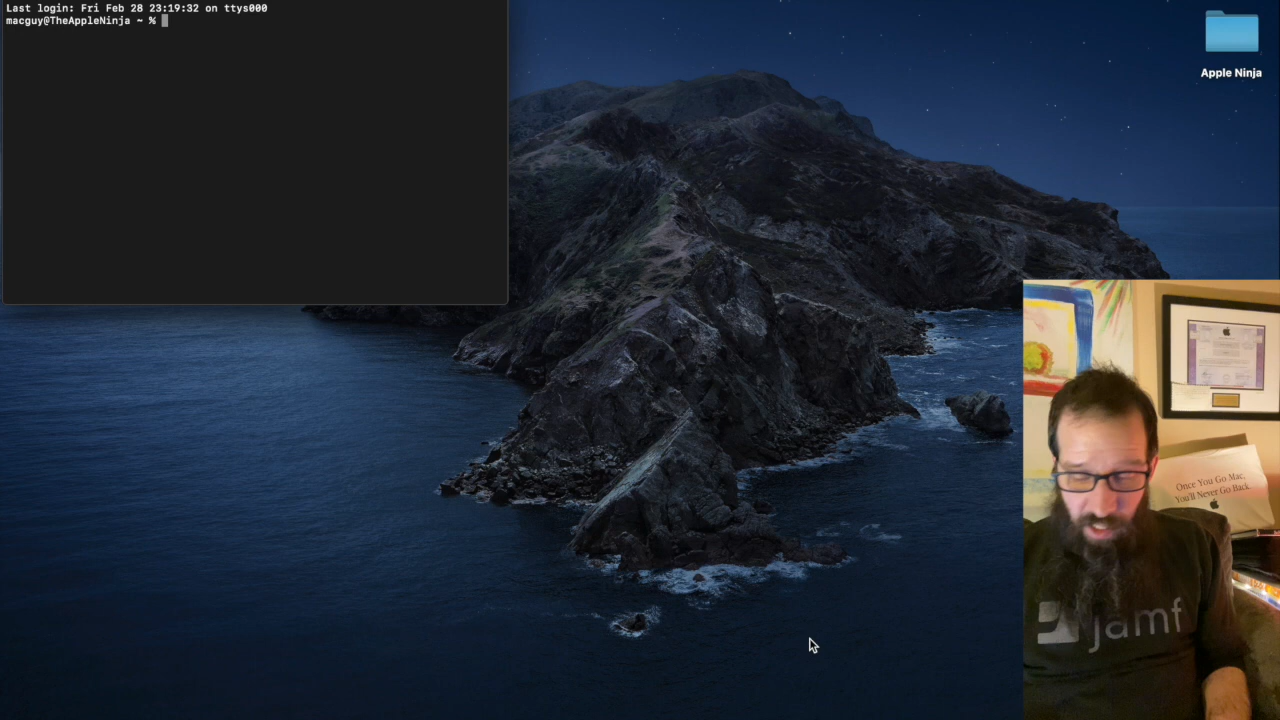 Last login: Fri Feb 28 23:19:32 on ttys000
macguy@TheAppleNinja ~ %
Apple Ninja
Once You Go Mac,
You'll Never Go Back.
jamf